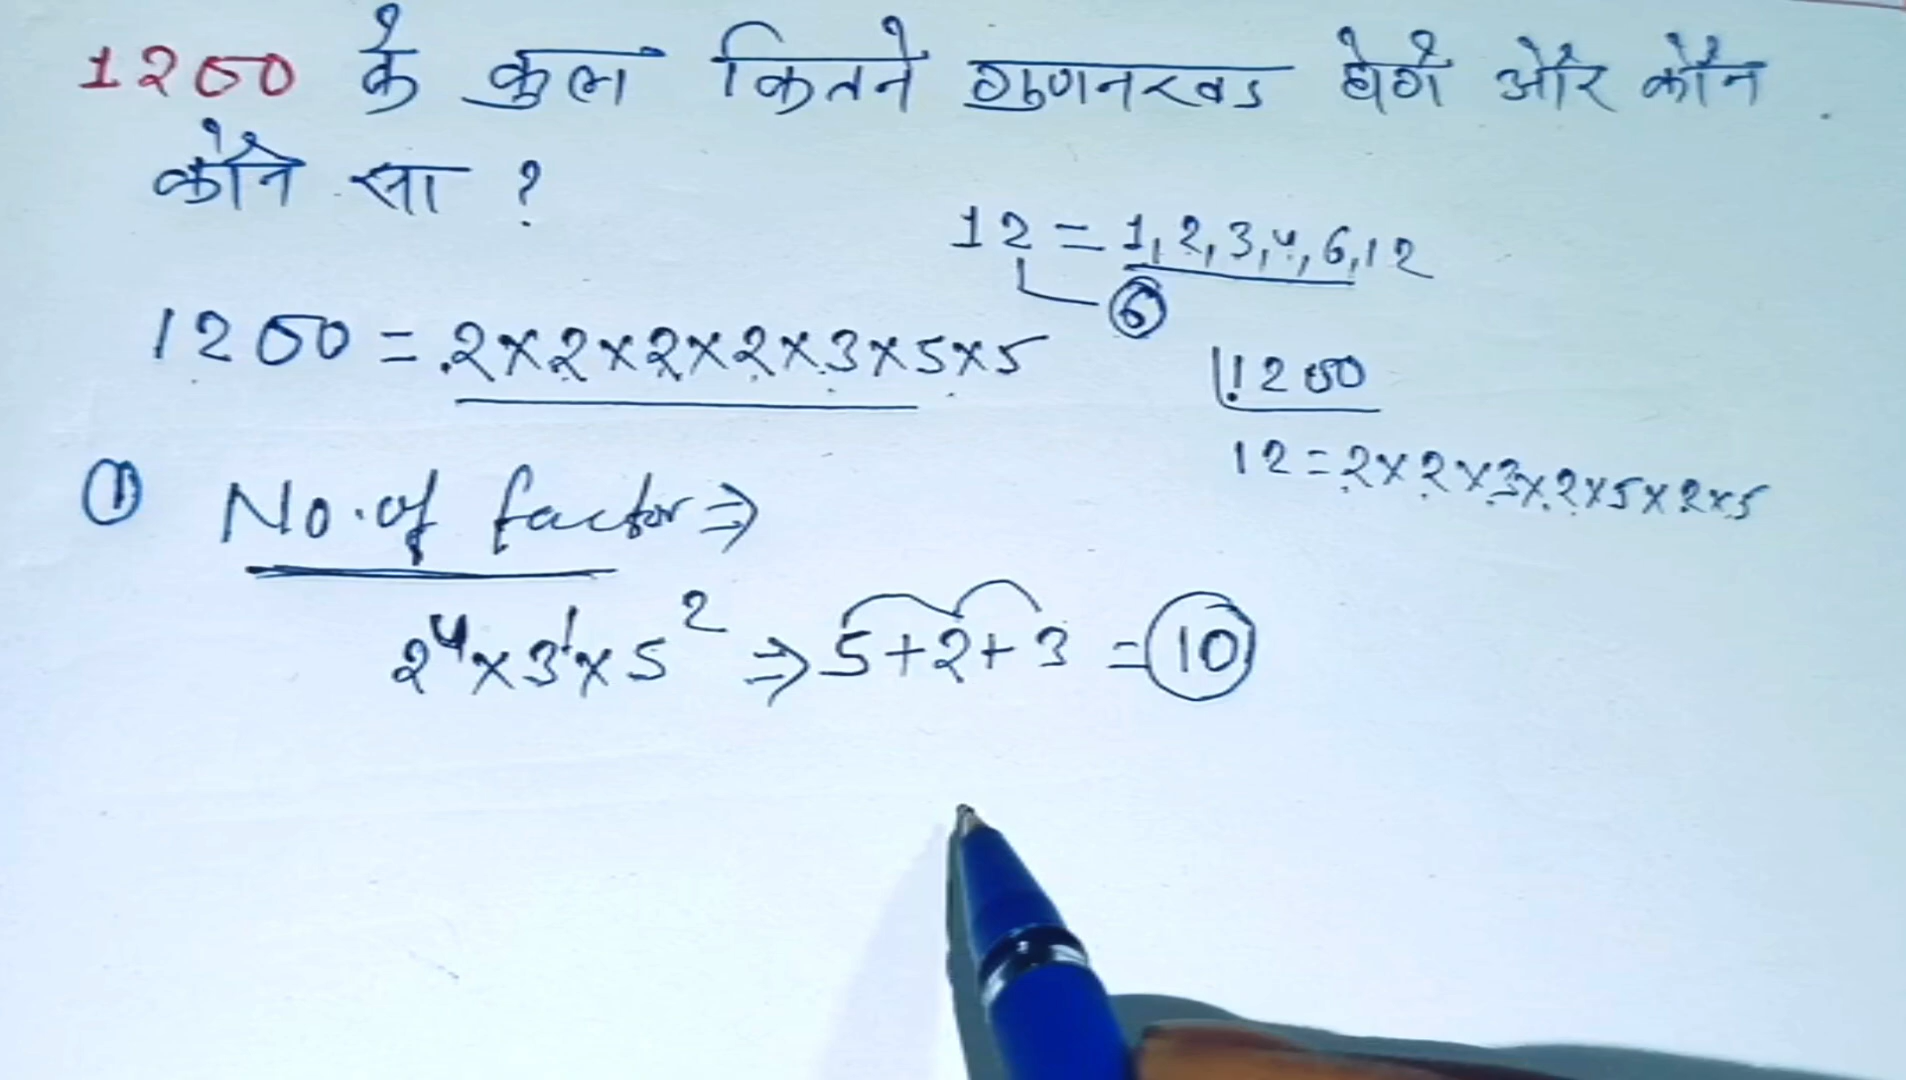 1200 के कुल कितने गुणनखंड होगें और कौन
कौन सा ?
12 = 1, 2, 3, 4, 6, 12
6
1200 = 2×2×2×2×3×5×5
1200
12 = 2×2×3×2×5×2×5
① No. of factor ⇒
2⁴×3¹×5² ⇒ 5+2+3 = 10